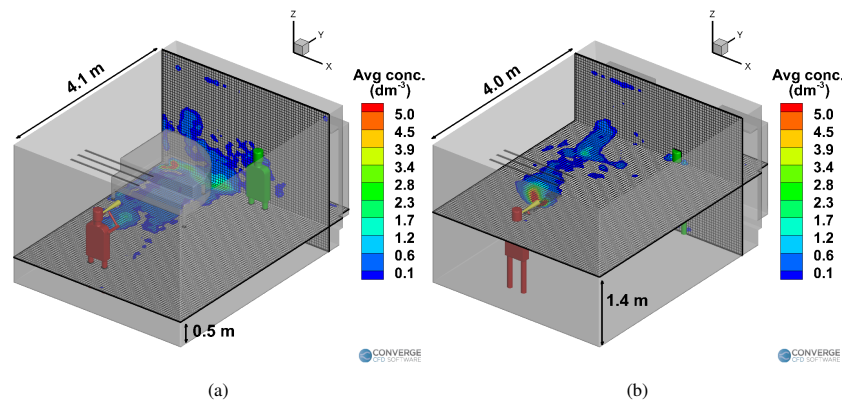 Z
Y
X
4.1 m
Avg conc.
(dm-3)
5.0
4.5
3.9
3.4
2.8
2.3
1.7
1.2
0.6
0.1
0.5 m
CONVERGE
CFD SOFTWARE
(a)
Z
Y
X
4.0 m
Avg conc.
(dm-3)
5.0
4.5
3.9
3.4
2.8
2.3
1.7
1.2
0.6
0.1
1.4 m
CONVERGE
CFD SOFTWARE
(b)